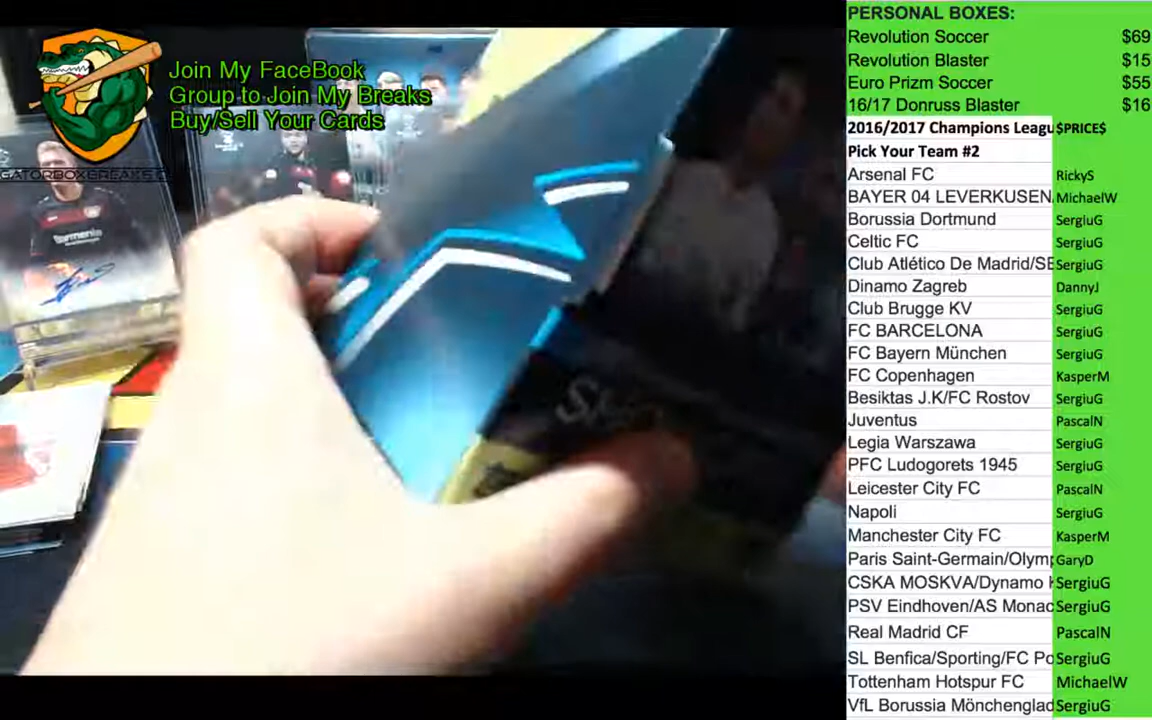 Join My FaceBook
Group to Join My Breaks
Buy/Sell Your Cards
PERSONAL BOXES:
Revolution Soccer $69
Revolution Blaster $15
Euro Prizm Soccer $55
16/17 Donruss Blaster $16
2016/2017 Champions Leagu $PRICE$
Pick Your Team #2
Arsenal FC RickyS
BAYER 04 LEVERKUSEN MichaelW
Borussia Dortmund SergiuG
Celtic FC SergiuG
Club Atlético De Madrid/SE SergiuG
Dinamo Zagreb DannyJ
Club Brugge KV SergiuG
FC BARCELONA SergiuG
FC Bayern München SergiuG
FC Copenhagen KasperM
Besiktas J.K/FC Rostov SergiuG
Juventus PascalN
Legia Warszawa SergiuG
PFC Ludogorets 1945 SergiuG
Leicester City FC PascalN
Napoli SergiuG
Manchester City FC KasperM
Paris Saint-Germain/Olymp GaryD
CSKA MOSKVA/Dynamo SergiuG
PSV Eindhoven/AS Monac SergiuG
Real Madrid CF PascalN
SL Benfica/Sporting/FC Po SergiuG
Tottenham Hotspur FC MichaelW
VfL Borussia Mönchenglad SergiuG